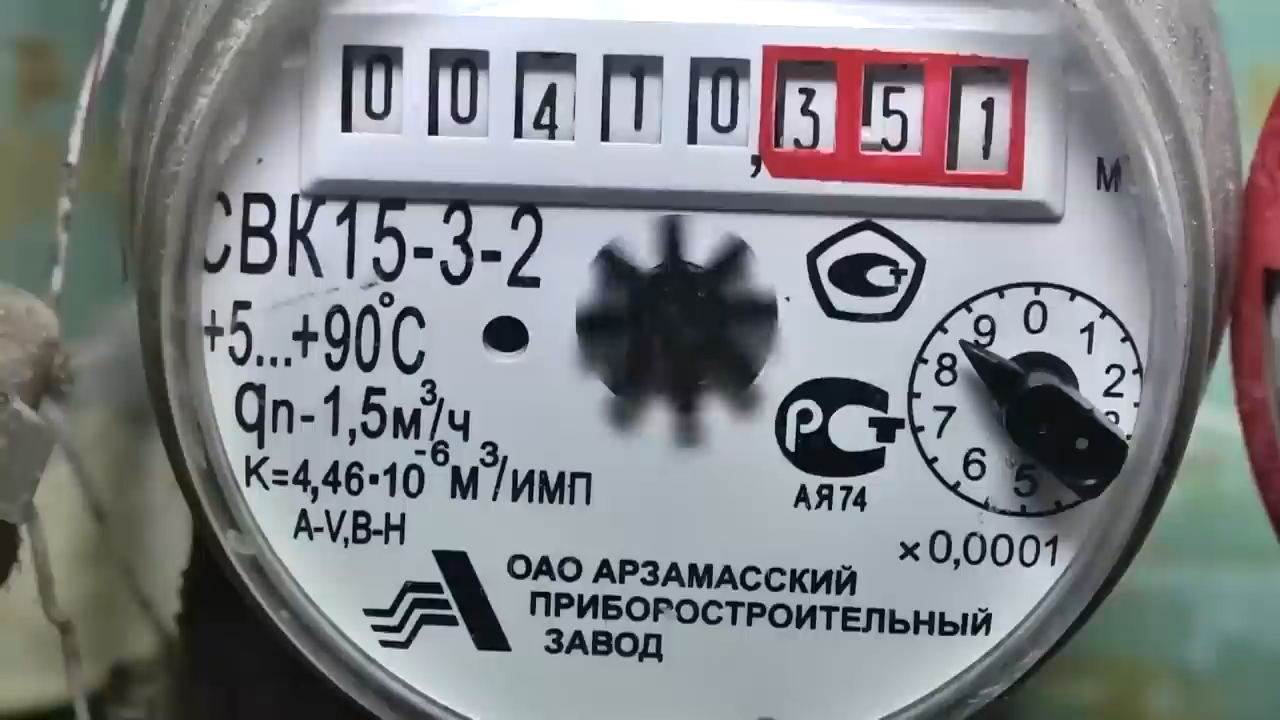 00410,351
м
СВК15-3-2
+5...+90°С
qn-1,5м³/ч
К=4,46·10⁻⁶м³/имп
А-V,В-Н
РСТ
АЯ74
0 1 2 3 5 6 7 8 9
×0,0001
ОАО АРЗАМАССКИЙ
ПРИБОРОСТРОИТЕЛЬНЫЙ
ЗАВОД